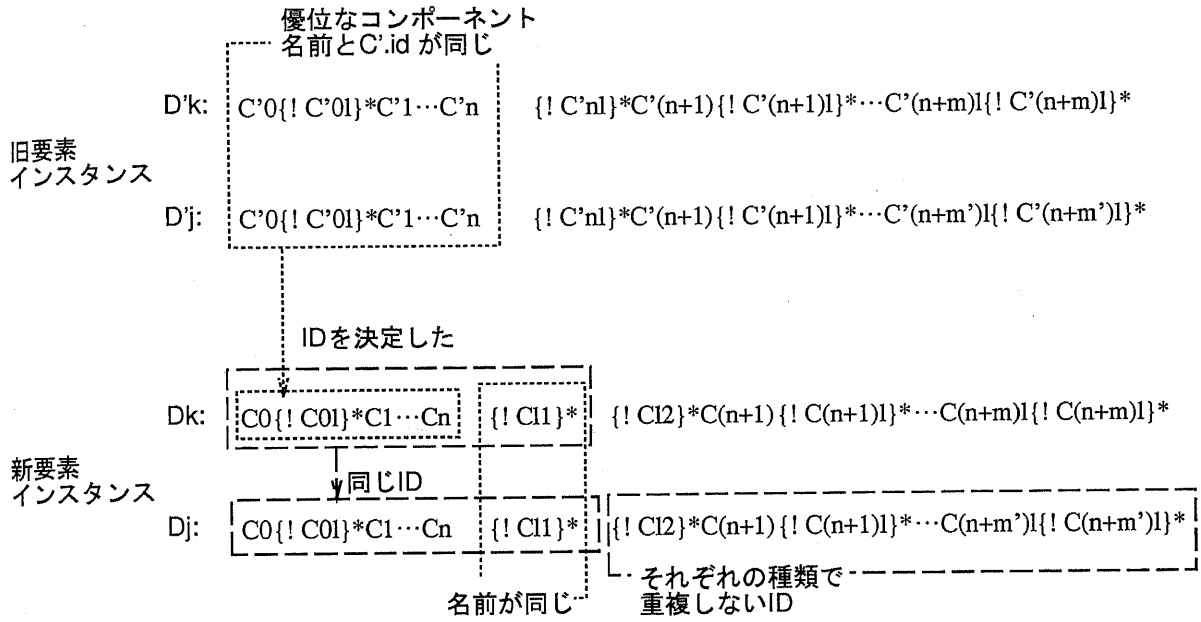 優位なコンポーネント
名前とC'.id が同じ
D'k: C'0{! C'0l}*C'1⋯C'n {! C'nl}*C'(n+1){! C'(n+1)l}*⋯C'(n+m)l{! C'(n+m)l}*
旧要素
インスタンス
D'j: C'0{! C'0l}*C'1⋯C'n {! C'nl}*C'(n+1){! C'(n+1)l}*⋯C'(n+m')l{! C'(n+m')l}*
IDを決定した
Dk: C0{! C0l}*C1⋯Cn {! Cl1}* {! Cl2}*C(n+1){! C(n+1)l}*⋯C(n+m)l{! C(n+m)l}*
新要素
インスタンス
同じID
Dj: C0{! C0l}*C1⋯Cn {! Cl1}* {! Cl2}*C(n+1){! C(n+1)l}*⋯C(n+m')l{! C(n+m')l}*
名前が同じ
それぞれの種類で
重複しないID